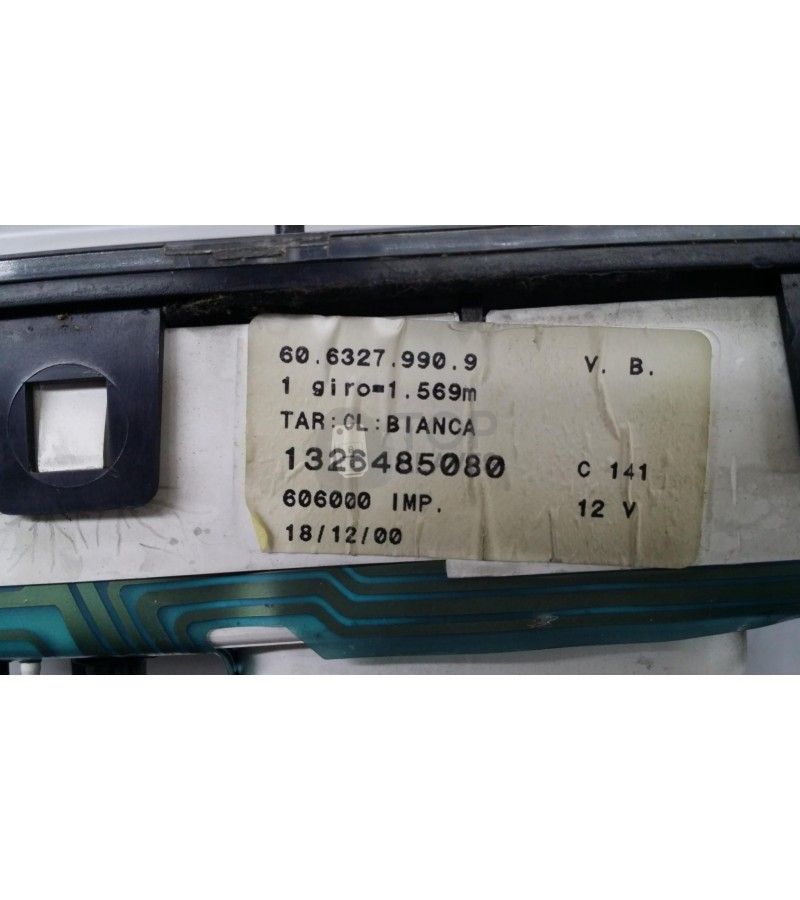 60.6327.990.9 V. B.
1 giro=1.569m
TAR:CL:BIANCA
1326485080 C 141
606000 IMP. 12 V
18/12/00
TOP